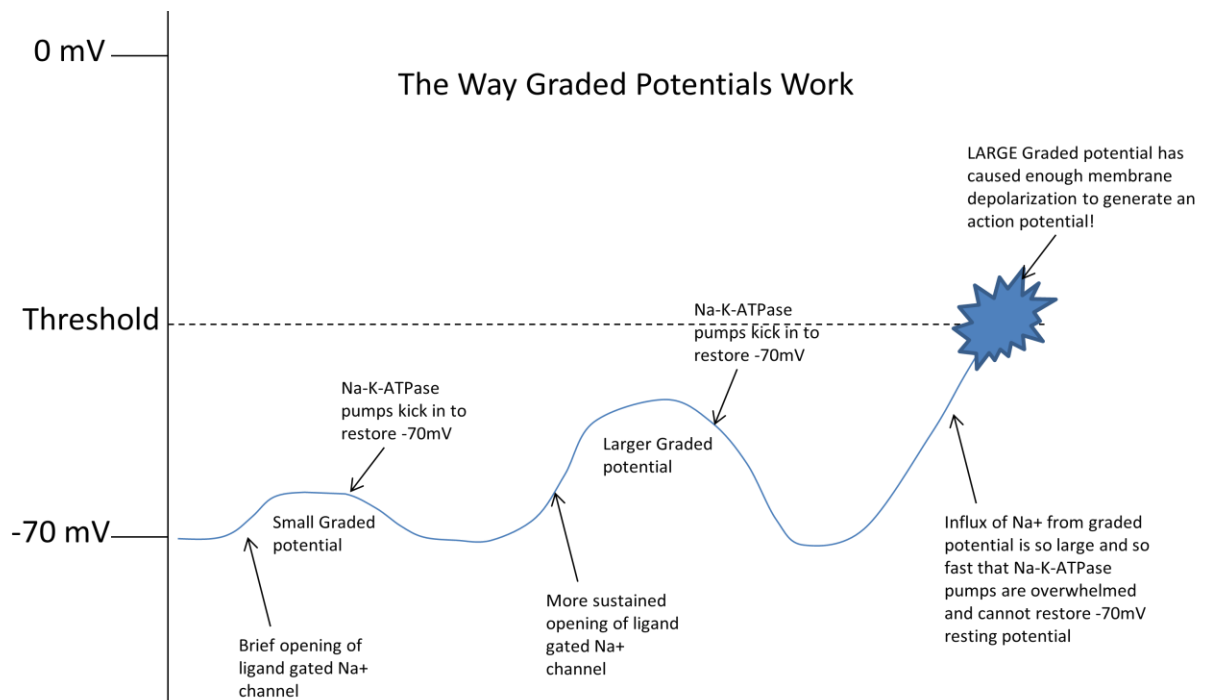 0 mV
The Way Graded Potentials Work
LARGE Graded potential has
caused enough membrane
depolarization to generate an
action potential!
Threshold
Na-K-ATPase
pumps kick in to
restore -70mV
Na-K-ATPase
pumps kick in to
restore -70mV
Larger Graded
potential
-70 mV
Small Graded
potential
Influx of Na+ from graded
potential is so large and so
fast that Na-K-ATPase
pumps are overwhelmed
and cannot restore -70mV
resting potential
More sustained
opening of ligand
gated Na+
channel
Brief opening of
ligand gated Na+
channel